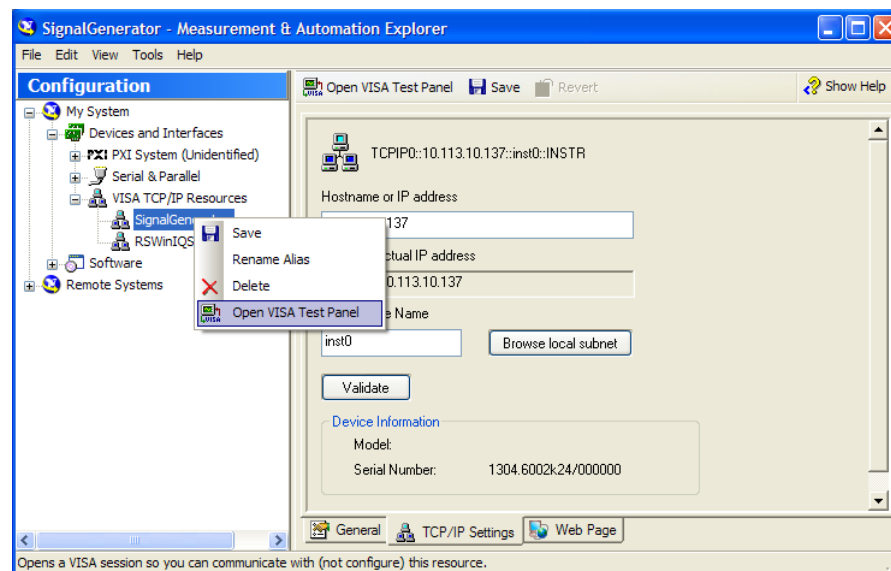 SignalGenerator - Measurement & Automation Explorer
File Edit View Tools Help
Configuration
Open VISA Test Panel Save Revert Show Help
My System
Devices and Interfaces
PXI PXI System (Unidentified)
Serial & Parallel
VISA TCP/IP Resources
SignalGen
RSWinIQS
Software
Remote Systems
Save
Rename Alias
Delete
Open VISA Test Panel
TCPIP0::10.113.10.137::inst0::INSTR
Hostname or IP address
137
ctual IP address
0.113.10.137
e Name
inst0 Browse local subnet
Validate
Device Information
Model:
Serial Number: 1304.6002k24/000000
General TCP/IP Settings Web Page
Opens a VISA session so you can communicate with (not configure) this resource.